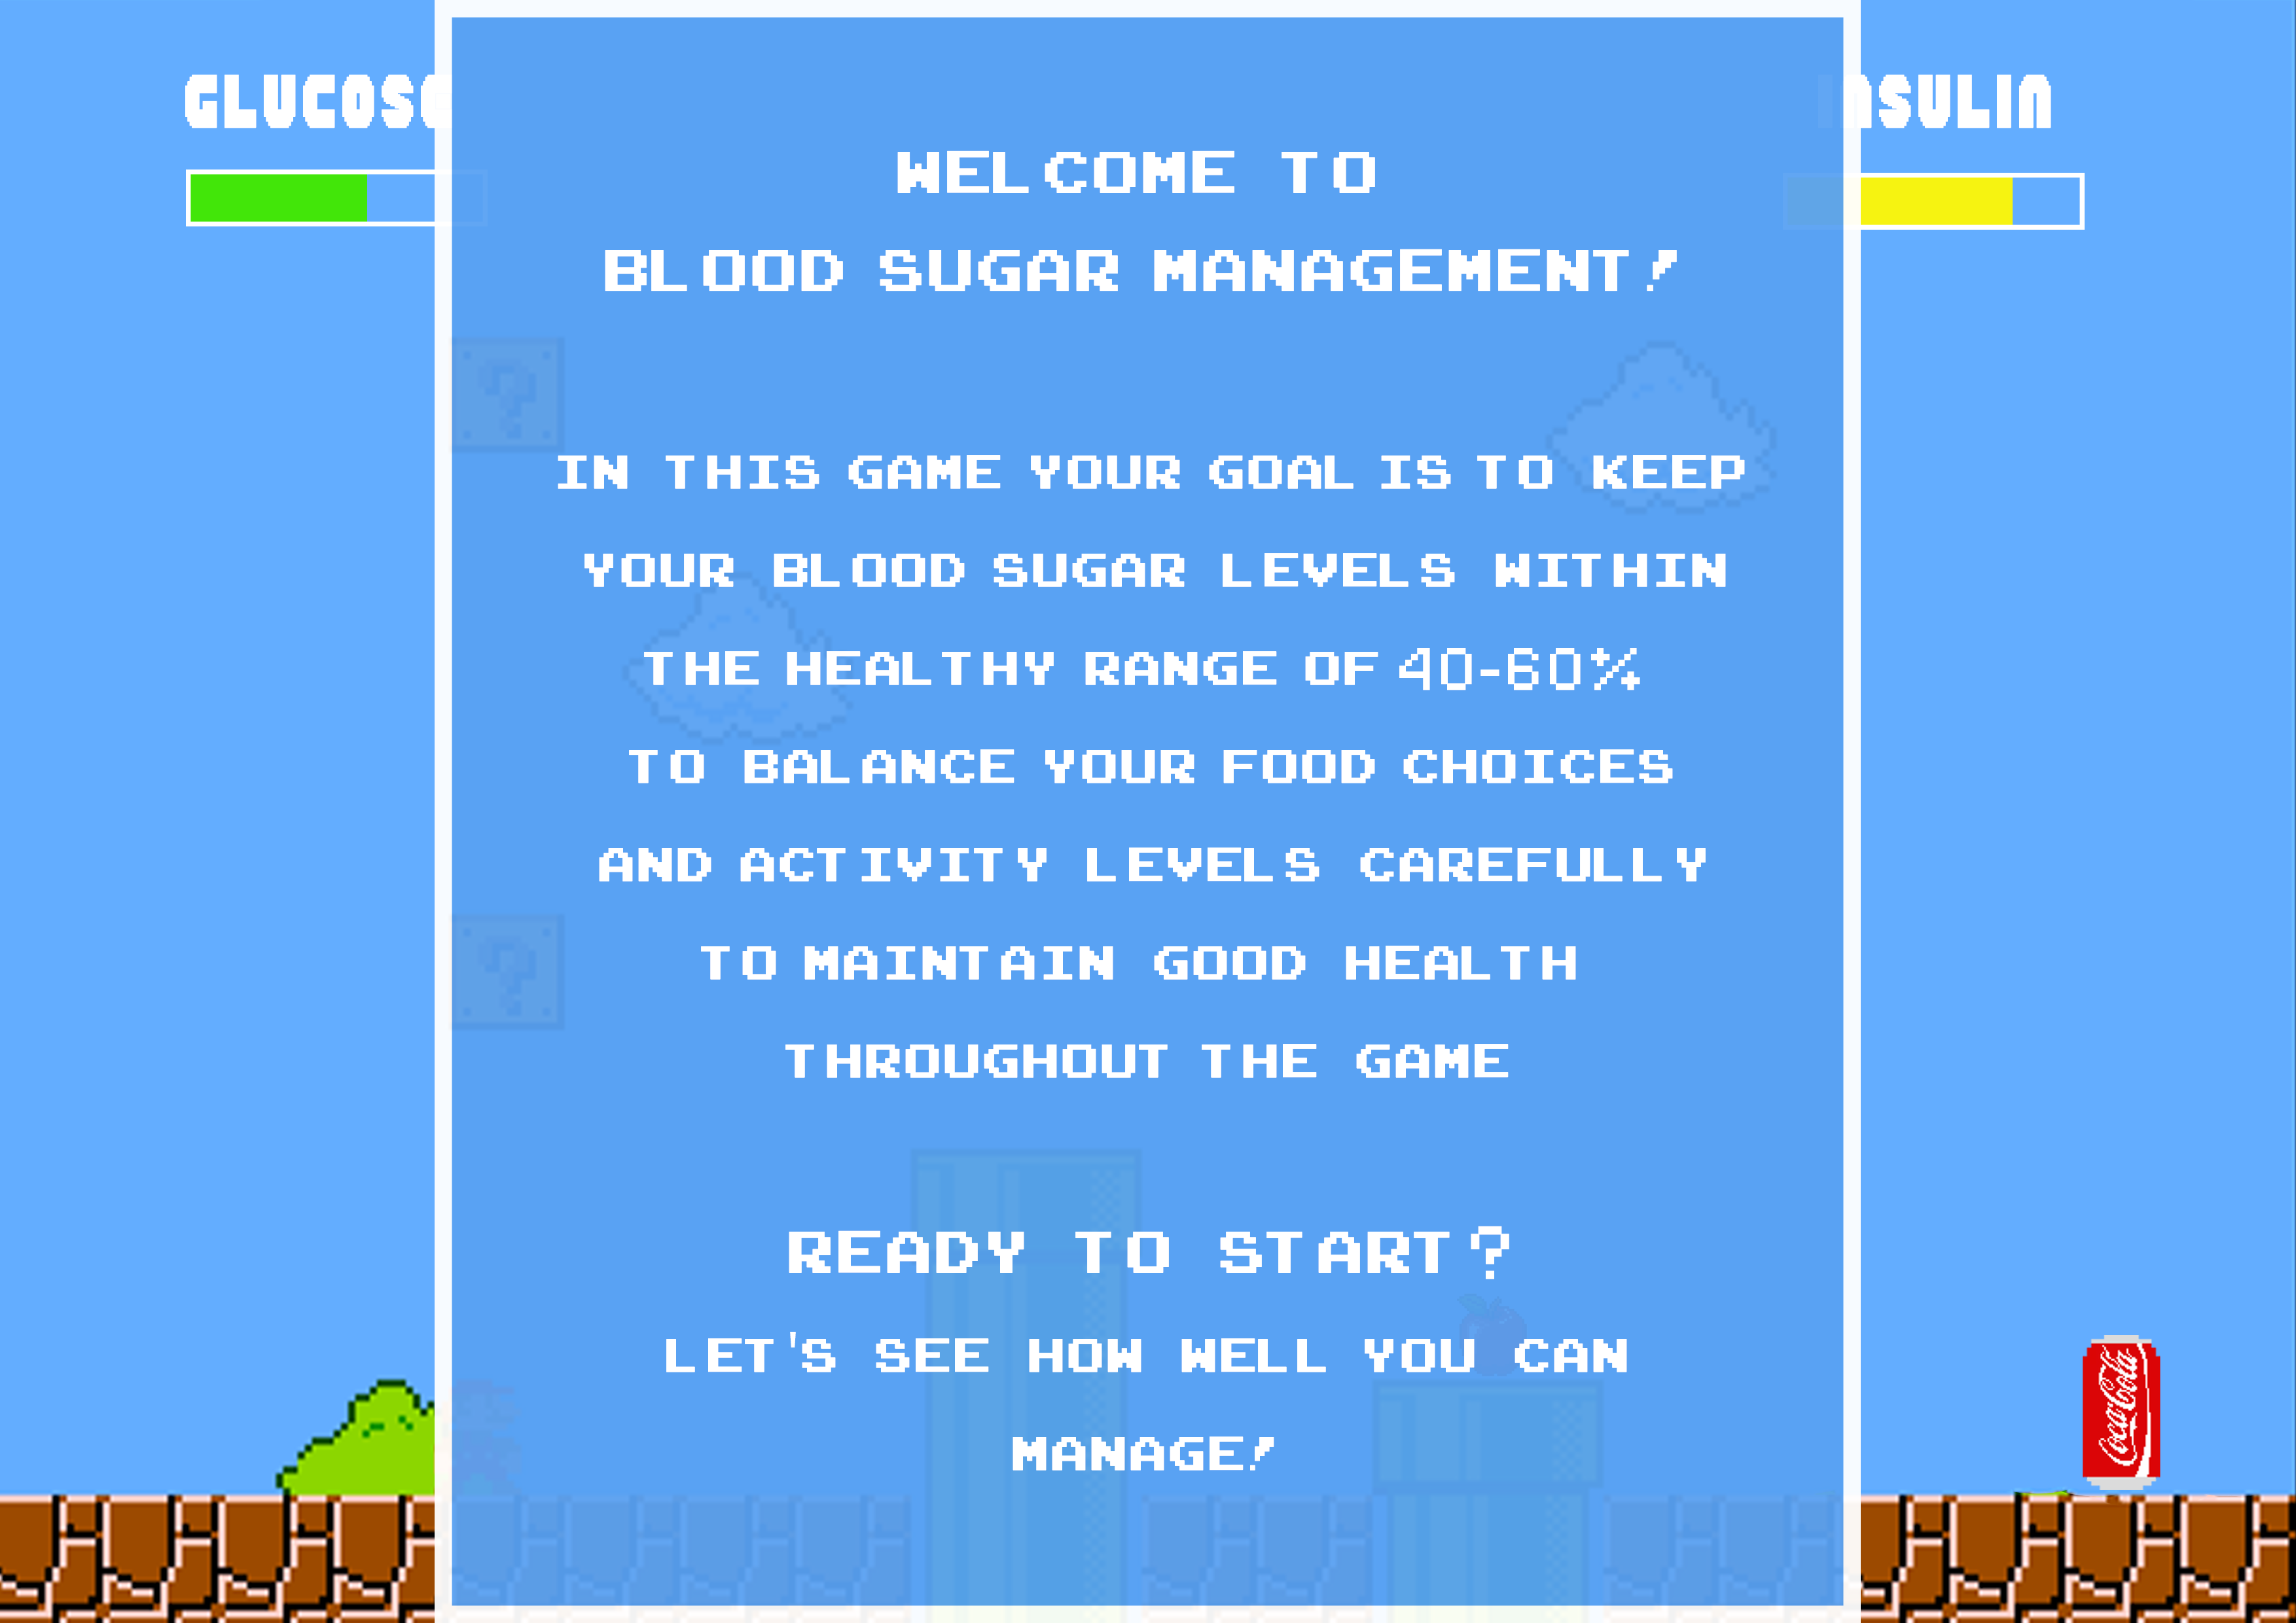 GLUCOSE
INSULIN
WELCOME TO
BLOOD SUGAR MANAGEMENT!
IN THIS GAME YOUR GOAL IS TO KEEP
YOUR BLOOD SUGAR LEVELS WITHIN
THE HEALTHY RANGE OF 40-60%
TO BALANCE YOUR FOOD CHOICES
AND ACTIVITY LEVELS CAREFULLY
TO MAINTAIN GOOD HEALTH
THROUGHOUT THE GAME
READY TO START?
LET'S SEE HOW WELL YOU CAN
MANAGE!
Coca-Cola